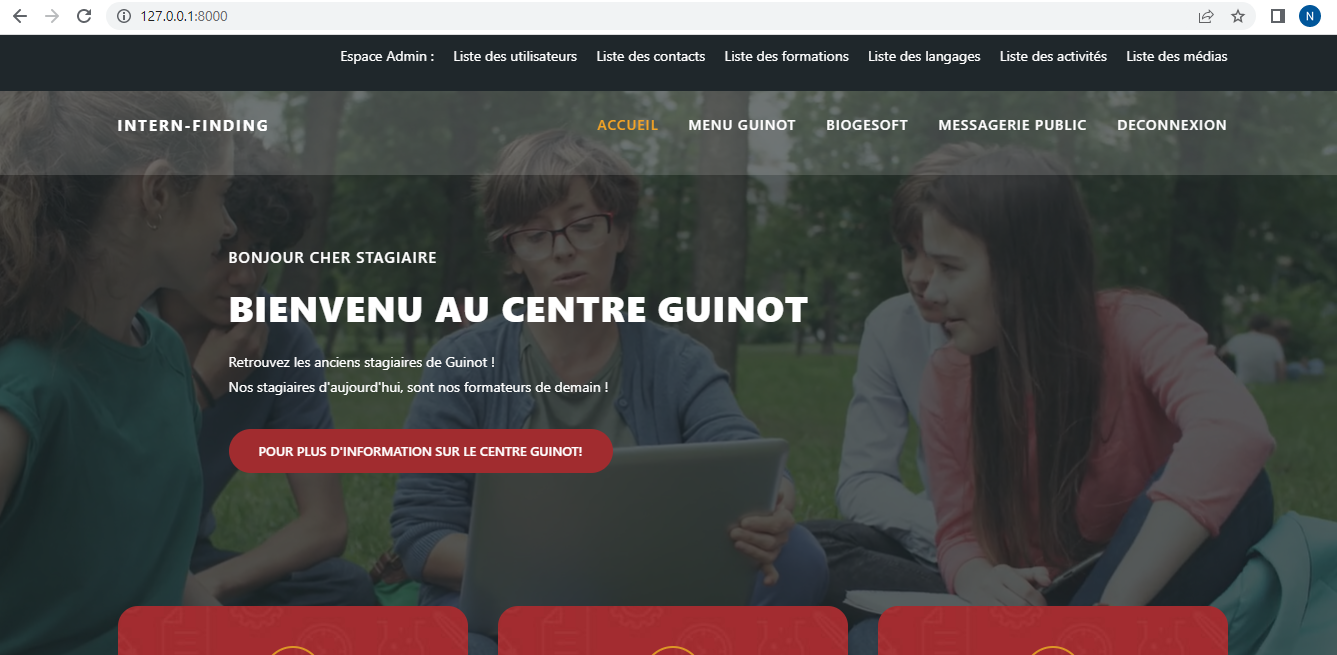 127.0.0.1:8000
N
Espace Admin : Liste des utilisateurs Liste des contacts Liste des formations Liste des langages Liste des activités Liste des médias
INTERN-FINDING ACCUEIL MENU GUINOT BIOGESOFT MESSAGERIE PUBLIC DECONNEXION
BONJOUR CHER STAGIAIRE
BIENVENU AU CENTRE GUINOT
Retrouvez les anciens stagiaires de Guinot !
Nos stagiaires d'aujourd'hui, sont nos formateurs de demain !
POUR PLUS D'INFORMATION SUR LE CENTRE GUINOT!